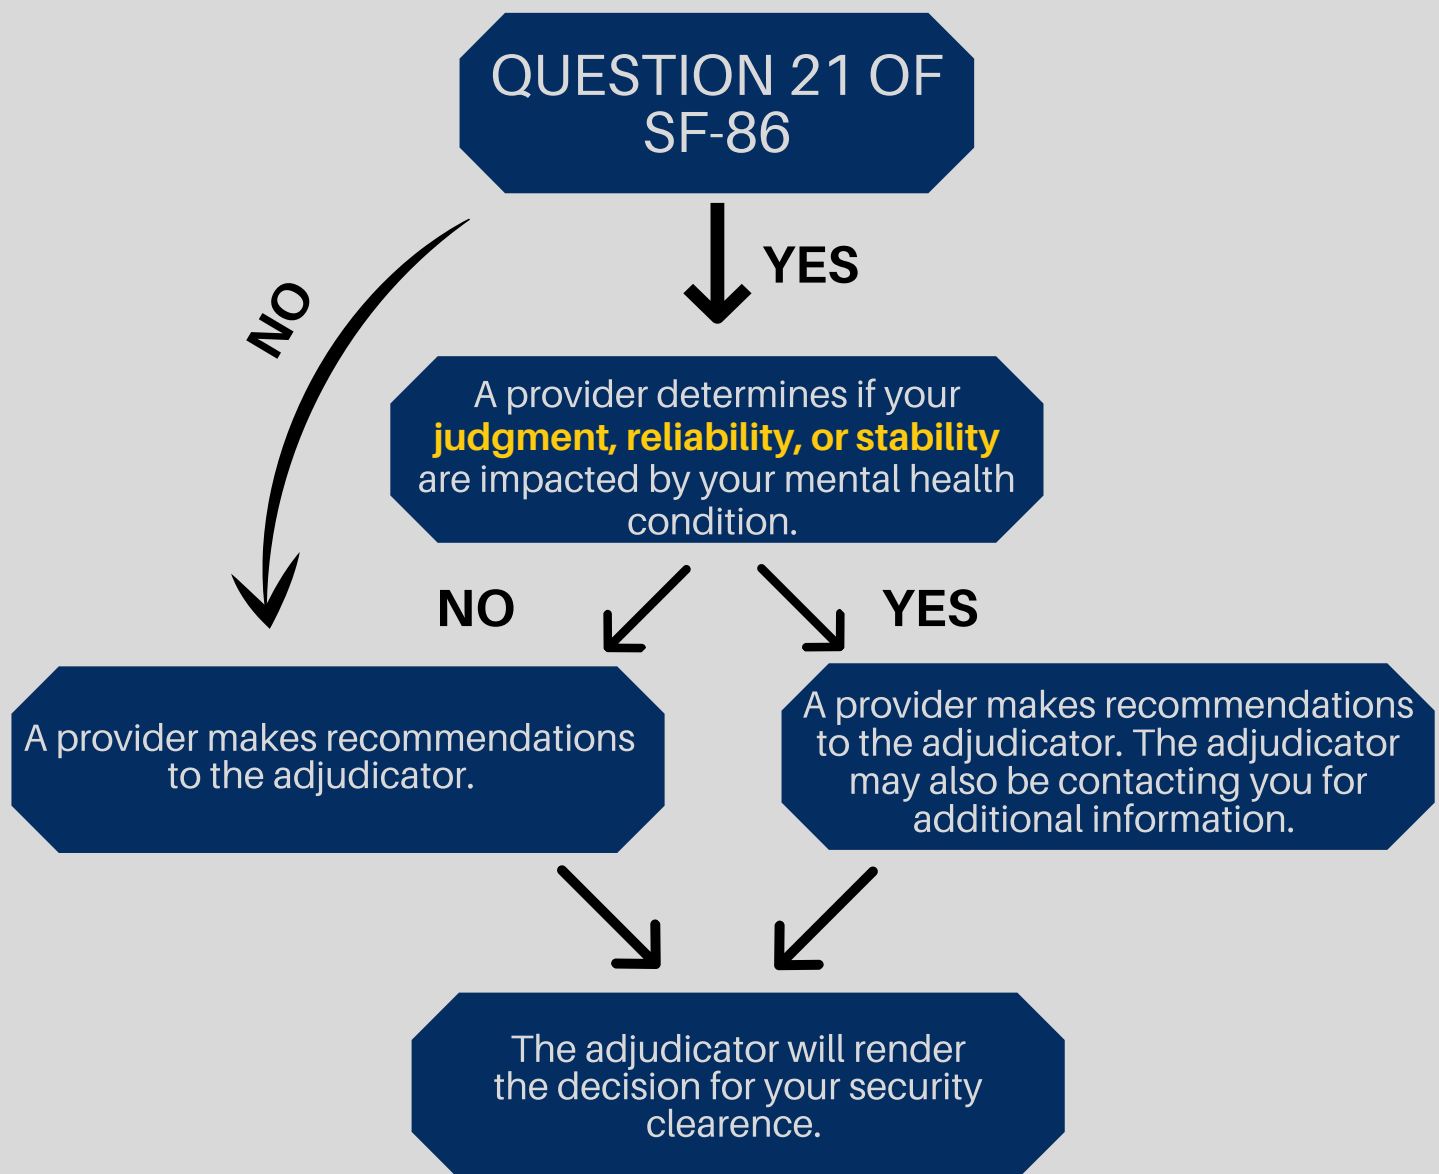 QUESTION 21 OF
SF-86
YES
NO
A provider determines if your
judgment, reliability, or stability
are impacted by your mental health
condition.
NO
YES
A provider makes recommendations
to the adjudicator.
A provider makes recommendations
to the adjudicator. The adjudicator
may also be contacting you for
additional information.
The adjudicator will render
the decision for your security
clearence.